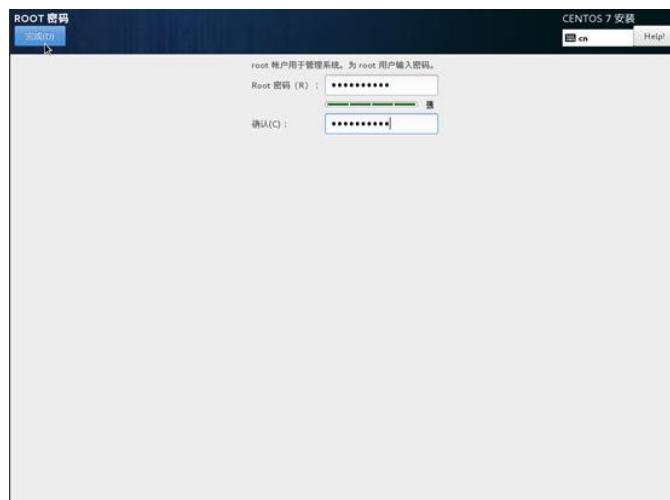 ROOT 密码
CENTOS 7 安装
完成(D)
cn
Help!
root 帐户用于管理系统。为 root 用户输入密码。
Root 密码（R）：
••••••••••
强
确认(C)：
••••••••••